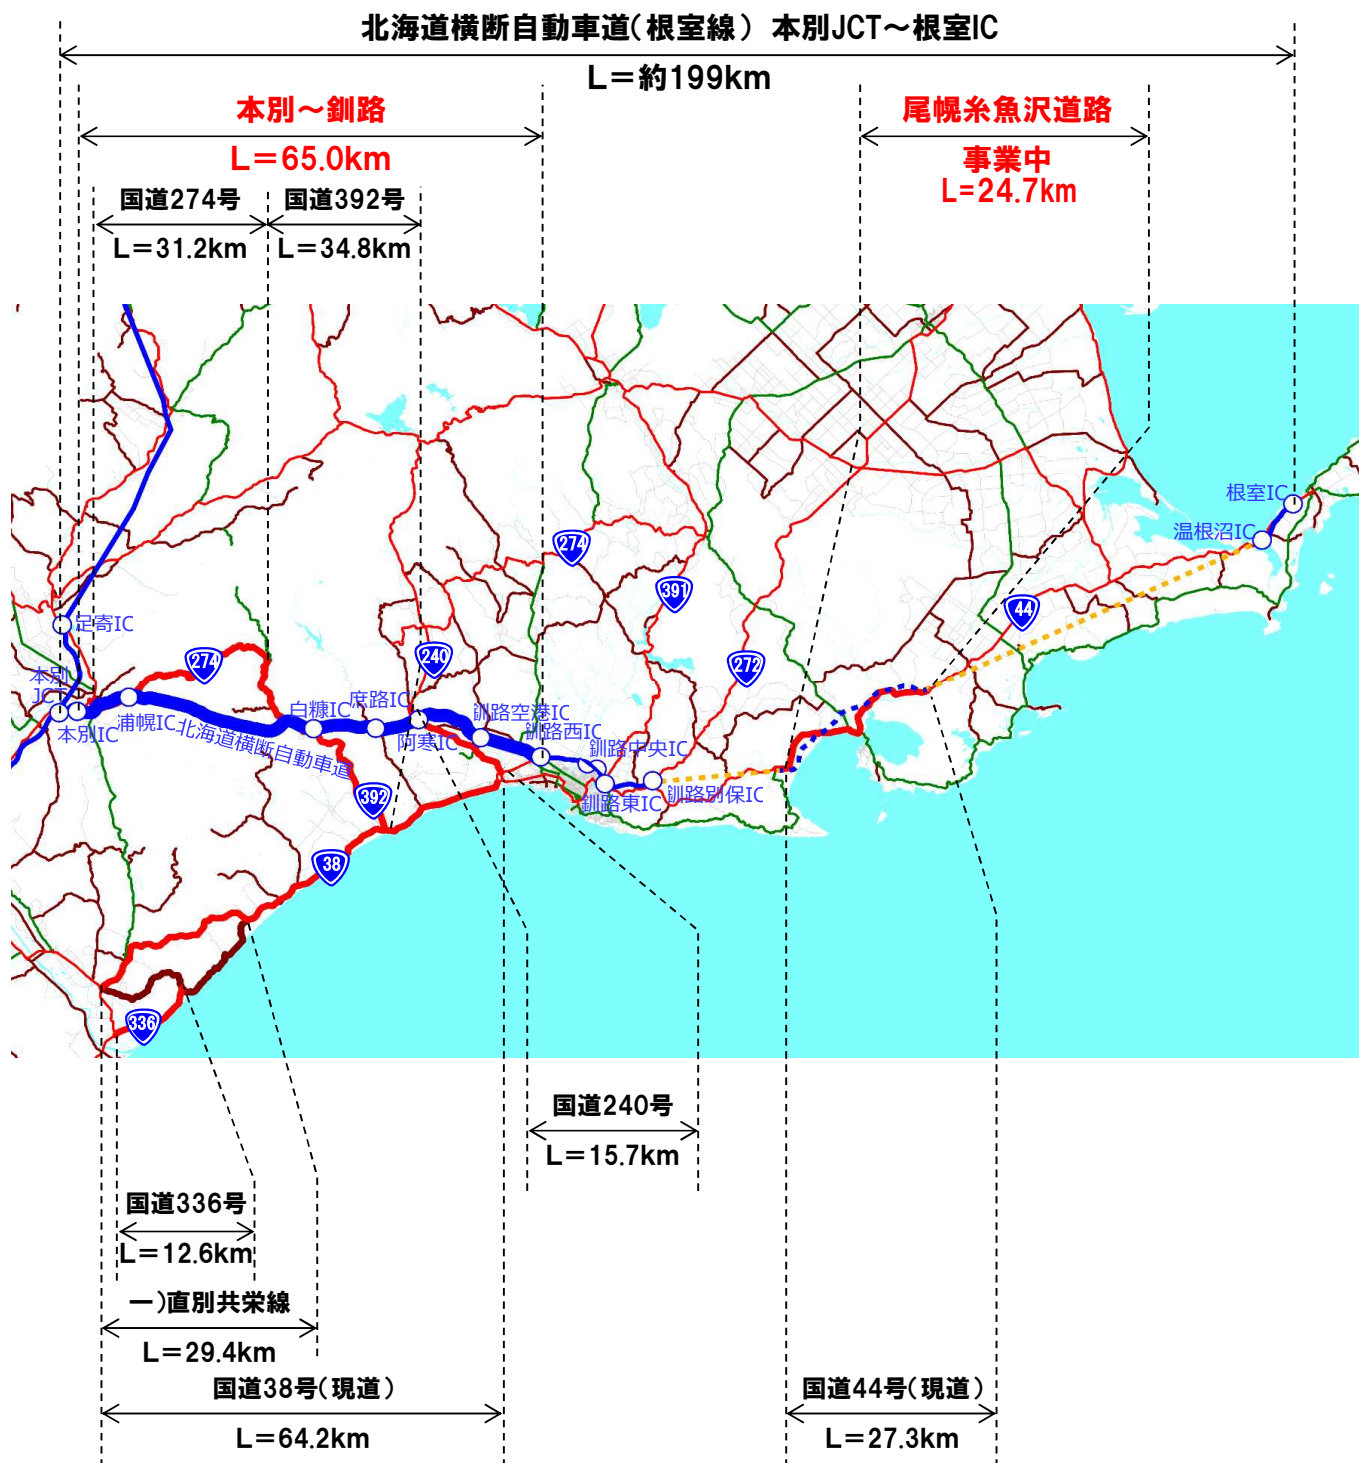 北海道横断自動車道(根室線) 本別JCT～根室IC
L=約199km
本別～釧路
L=65.0km
尾幌糸魚沢道路
事業中
L=24.7km
国道274号
L=31.2km
国道392号
L=34.8km
根室IC
温根沼IC
274
391
44
足寄IC
274
240
272
本別
JCT
本別IC
浦幌IC
北海道横断自動車道
白糠IC
庶路IC
阿寒IC
釧路空港IC
釧路西IC
釧路中央IC
釧路東IC
釧路別保IC
392
38
336
国道240号
L=15.7km
国道336号
L=12.6km
一)直別共栄線
L=29.4km
国道38号(現道)
L=64.2km
国道44号(現道)
L=27.3km